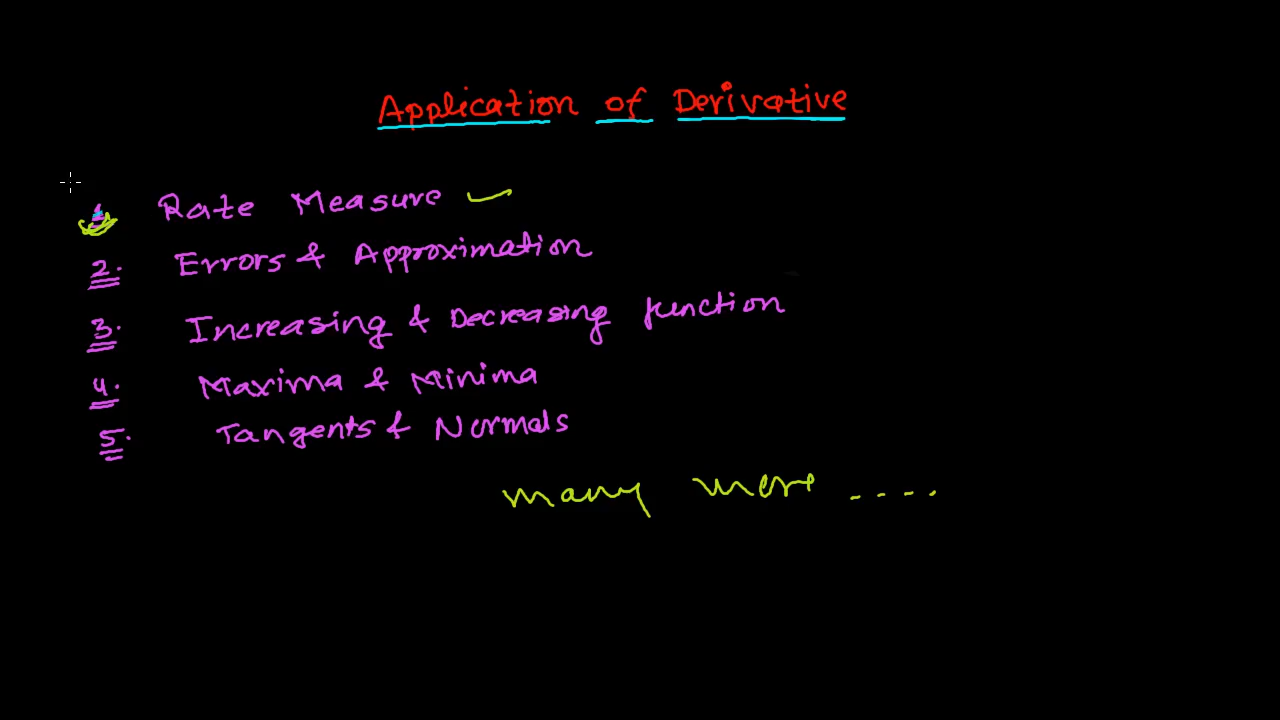 Application of Derivative
1 Rate Measure
2. Errors & Approximation
3. Increasing & Decreasing function
4. Maxima & Minima
5. Tangents & Normals
many more ....